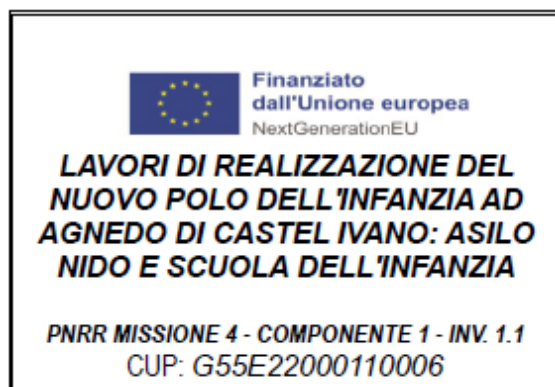 Finanziato
dall'Unione europea
NextGenerationEU
LAVORI DI REALIZZAZIONE DEL
NUOVO POLO DELL'INFANZIA AD
AGNEDO DI CASTEL IVANO: ASILO
NIDO E SCUOLA DELL'INFANZIA
PNRR MISSIONE 4 - COMPONENTE 1 - INV. 1.1
CUP: G55E22000110006